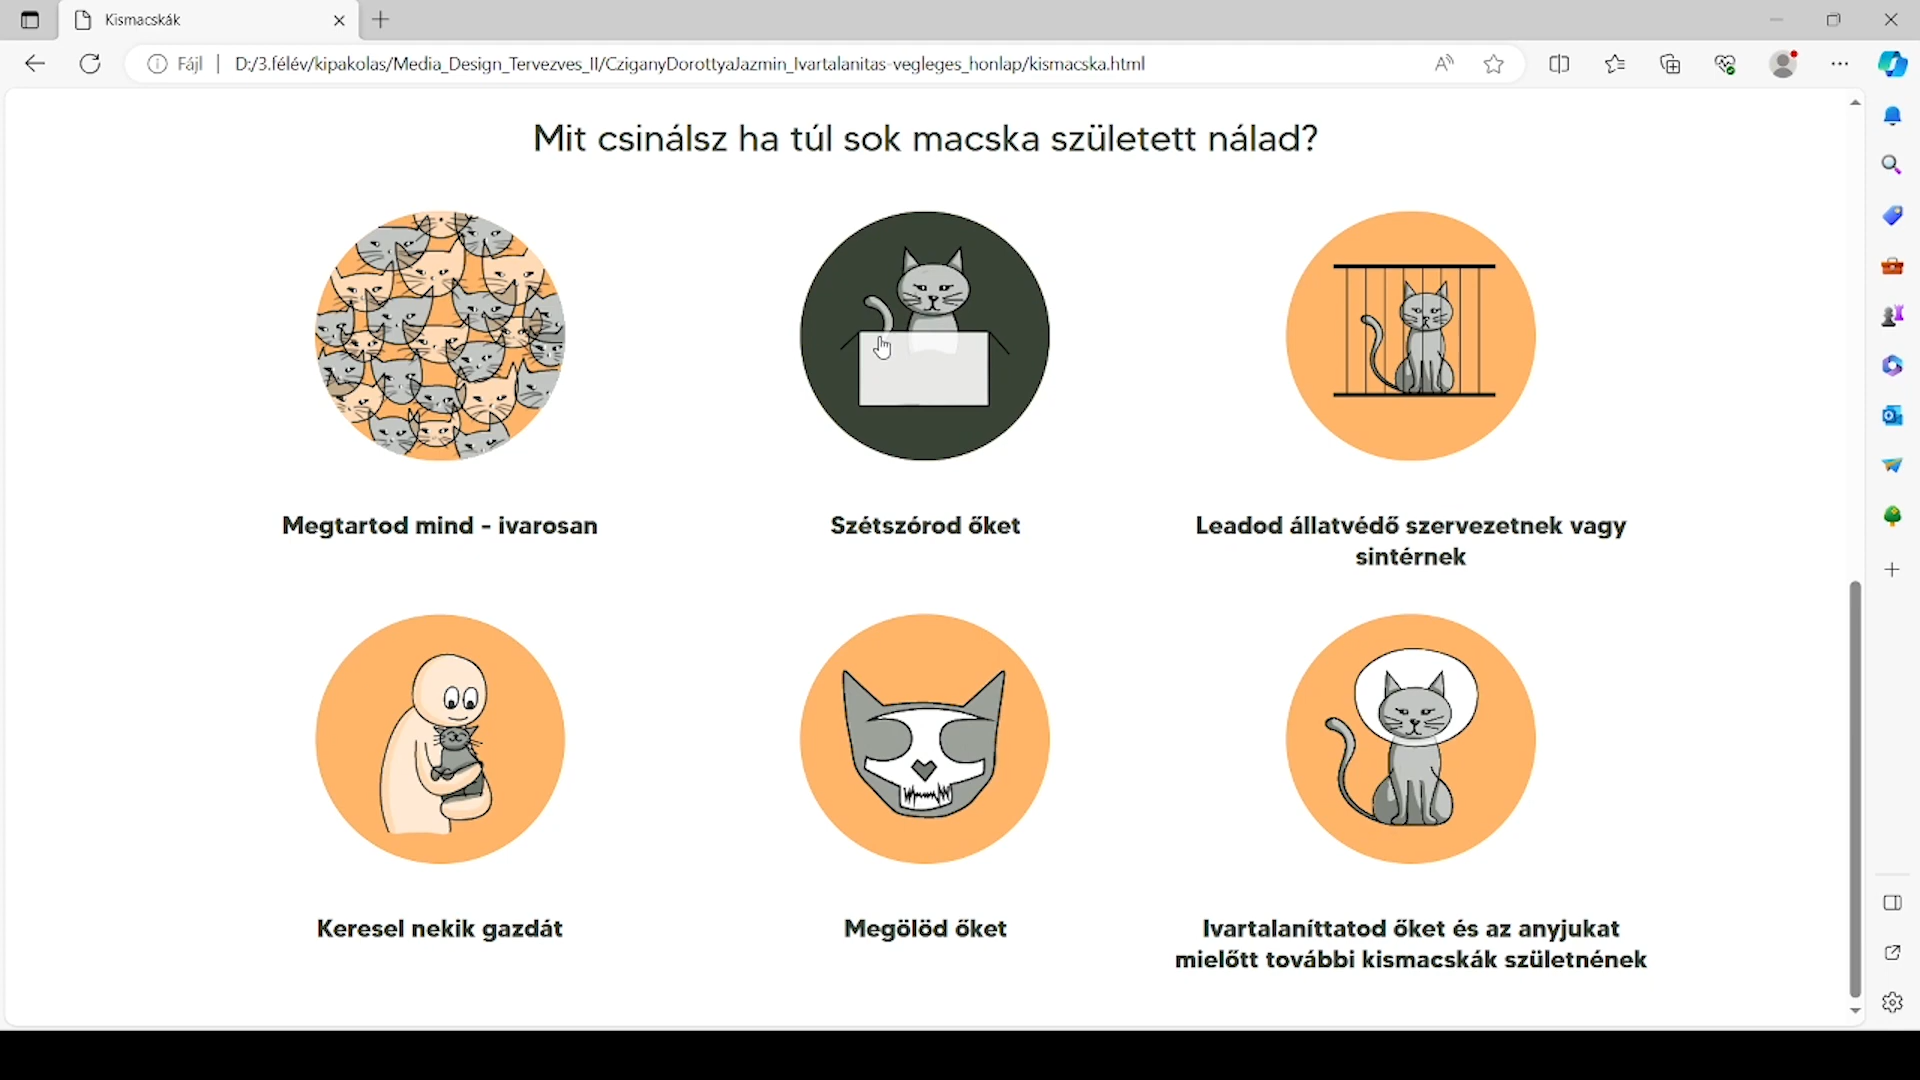 Kismacskák
Fájl
D:/3.félév/kipakolas/Media_Design_Tervezves_II/CziganyDorottyaJazmin_Ivartalanitas-vegleges_honlap/kismacska.html
Mit csinálsz ha túl sok macska született nálad?
Megtartod mind - ivarosan
Szétszórod őket
Leadod állatvédő szervezetnek vagy
sintérnek
Keresel nekik gazdát
Megölöd őket
Ivartalaníttatod őket és az anyjukat
mielőtt további kismacskák születnének